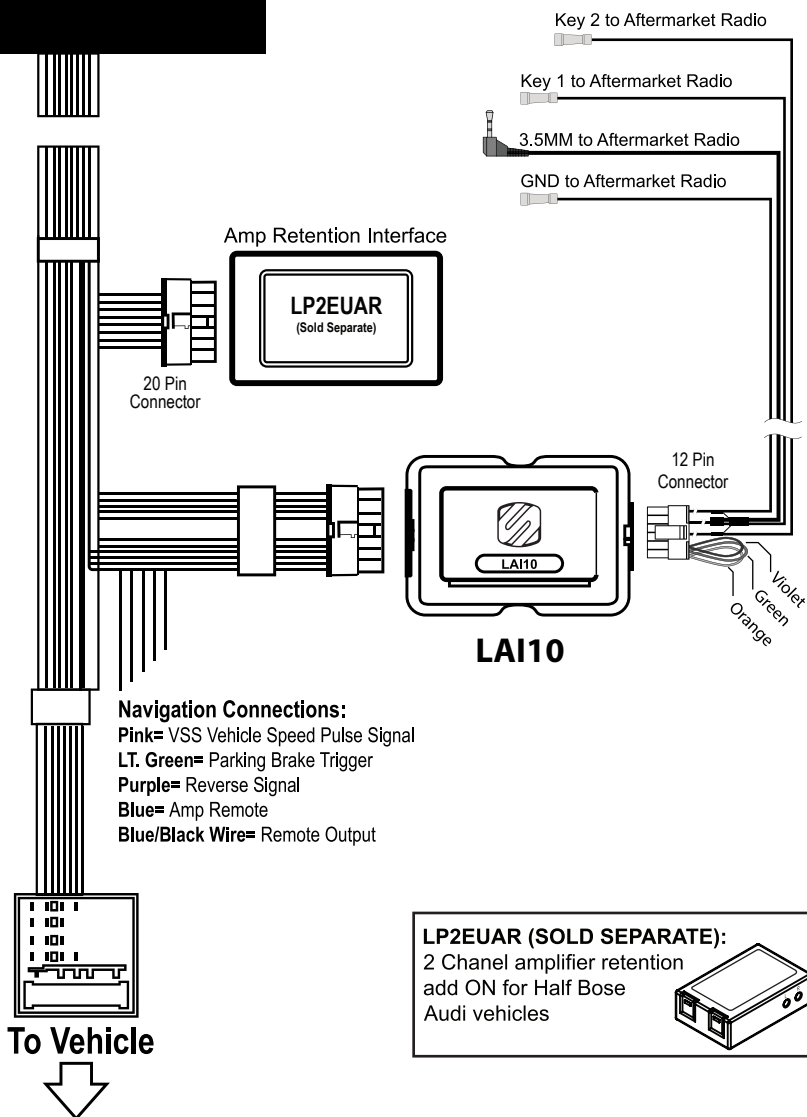 Key 2 to Aftermarket Radio
Key 1 to Aftermarket Radio
3.5MM to Aftermarket Radio
GND to Aftermarket Radio
Amp Retention Interface
LP2EUAR
(Sold Separate)
20 Pin
Connector
12 Pin
Connector
LAI10
Violet
Green
Orange
LAI10
Navigation Connections:
Pink= VSS Vehicle Speed Pulse Signal
LT. Green= Parking Brake Trigger
Purple= Reverse Signal
Blue= Amp Remote
Blue/Black Wire= Remote Output
LP2EUAR (SOLD SEPARATE):
2 Chanel amplifier retention
add ON for Half Bose
Audi vehicles
To Vehicle